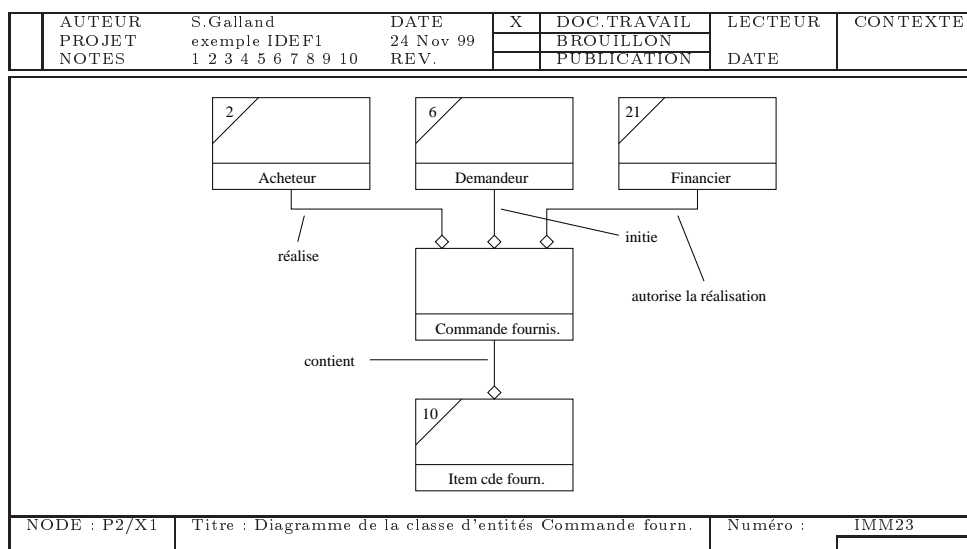 AUTEUR S.Galland DATE X DOC.TRAVAIL LECTEUR CONTEXTE
PROJET exemple IDEF1 24 Nov 99 BROUILLON
NOTES 1 2 3 4 5 6 7 8 9 10 REV. PUBLICATION DATE
2 6 21
Acheteur Demandeur Financier
initie
réalise
autorise la réalisation
Commande fournis.
contient
10
Item cde fourn.
NODE : P2/X1 Titre : Diagramme de la classe d'entités Commande fourn. Numéro : IMM23